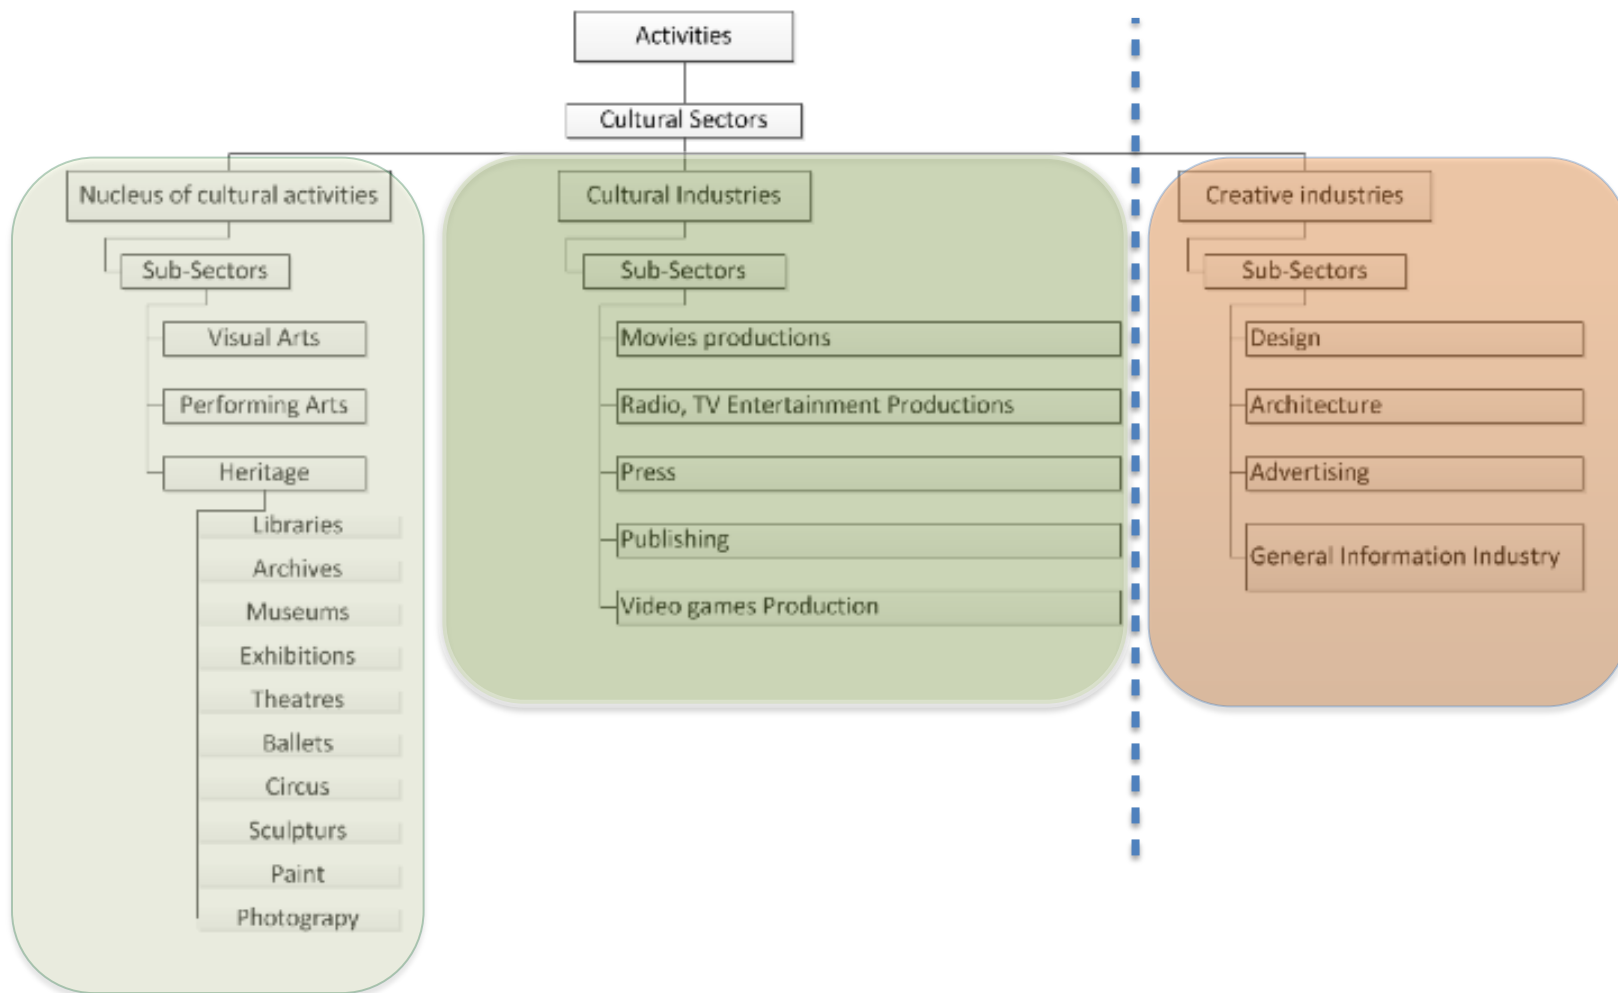 Activities
Cultural Sectors
Nucleus of cultural activities
Sub-Sectors
Visual Arts
Performing Arts
Heritage
Libraries
Archives
Museums
Exhibitions
Theatres
Ballets
Circus
Sculpturs
Paint
Photograpy
Cultural Industries
Sub-Sectors
Movies productions
Radio, TV Entertainment Productions
Press
Publishing
Video games Production
Creative industries
Sub-Sectors
Design
Architecture
Advertising
General Information Industry